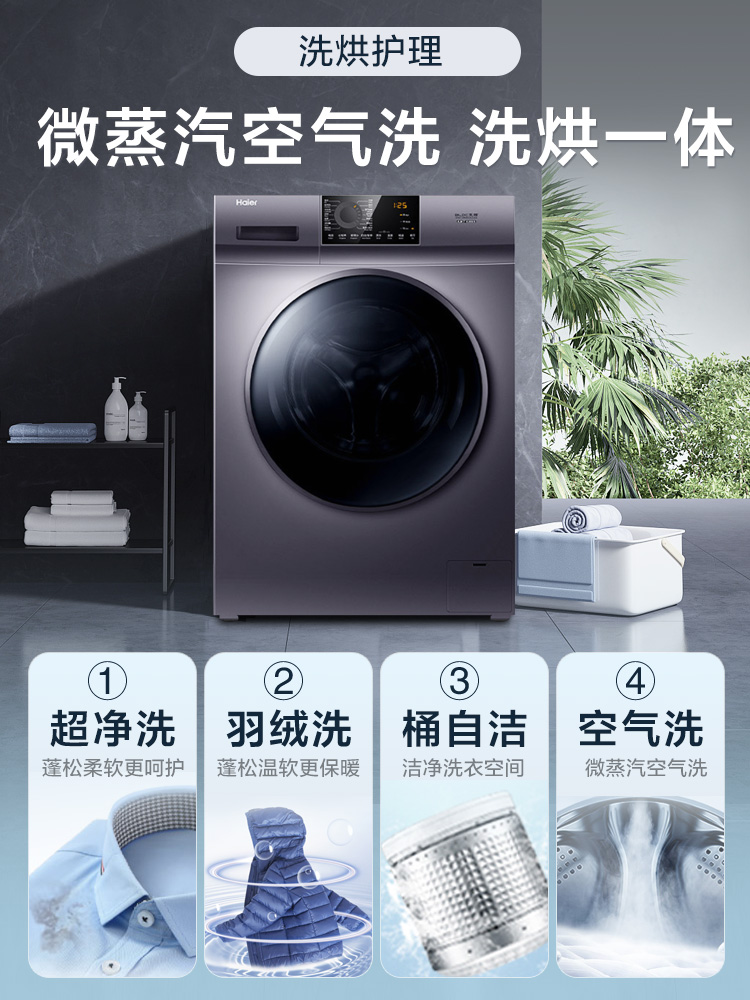 洗烘护理
微蒸汽空气洗 洗烘一体
Haier
1:25
① ② ③ ④
超净洗 羽绒洗 桶自洁 空气洗
蓬松柔软更呵护 蓬松温软更保暖 洁净洗衣空间 微蒸汽空气洗